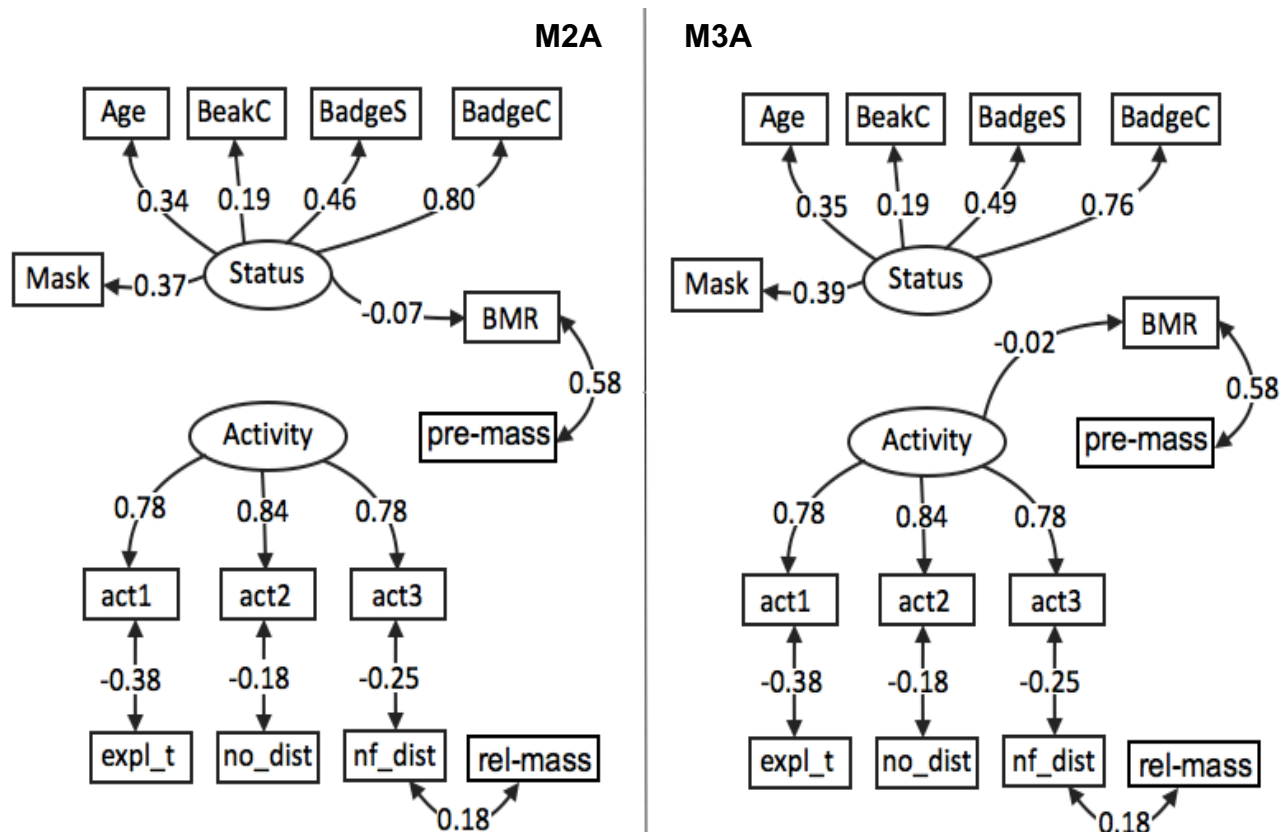 M2A
Age
BeakC
BadgeS
BadgeC
0.34
0.19
0.46
0.80
Mask
0.37
Status
-0.07
BMR
0.58
pre-mass
Activity
0.78
0.84
0.78
act1
act2
act3
-0.38
-0.18
-0.25
expl_t
no_dist
nf_dist
rel-mass
0.18
M3A
Age
BeakC
BadgeS
BadgeC
0.35
0.19
0.49
0.76
Mask
0.39
Status
-0.02
BMR
0.58
pre-mass
Activity
0.78
0.84
0.78
act1
act2
act3
-0.38
-0.18
-0.25
expl_t
no_dist
nf_dist
rel-mass
0.18